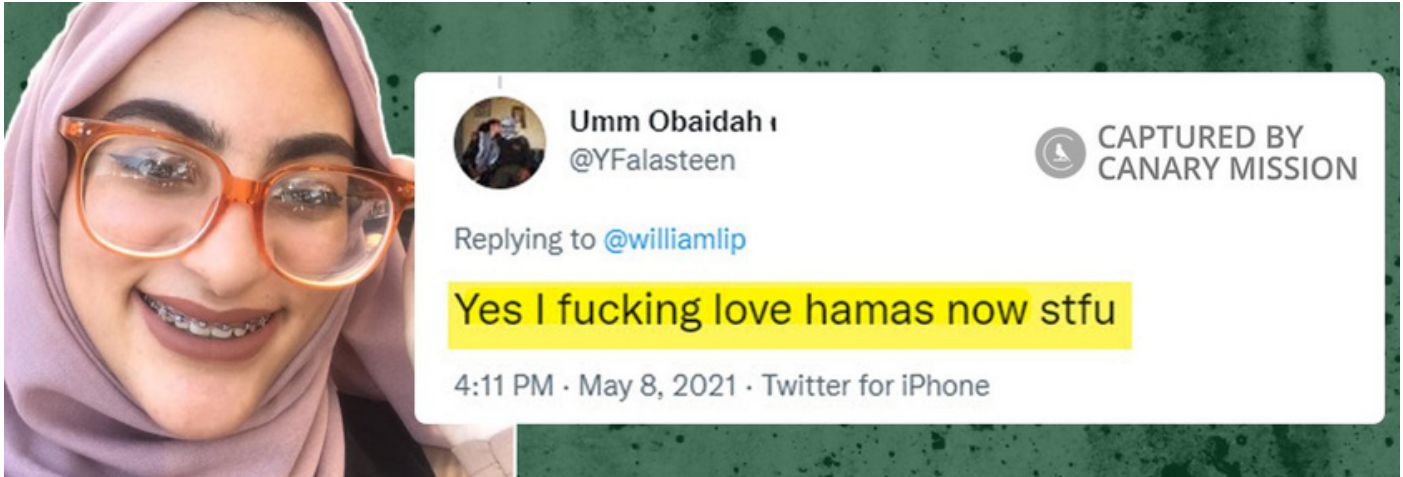 Umm Obaidah
@YFalasteen
CAPTURED BY
CANARY MISSION
Replying to @williamlip
Yes I fucking love hamas now stfu
4:11 PM · May 8, 2021 · Twitter for iPhone